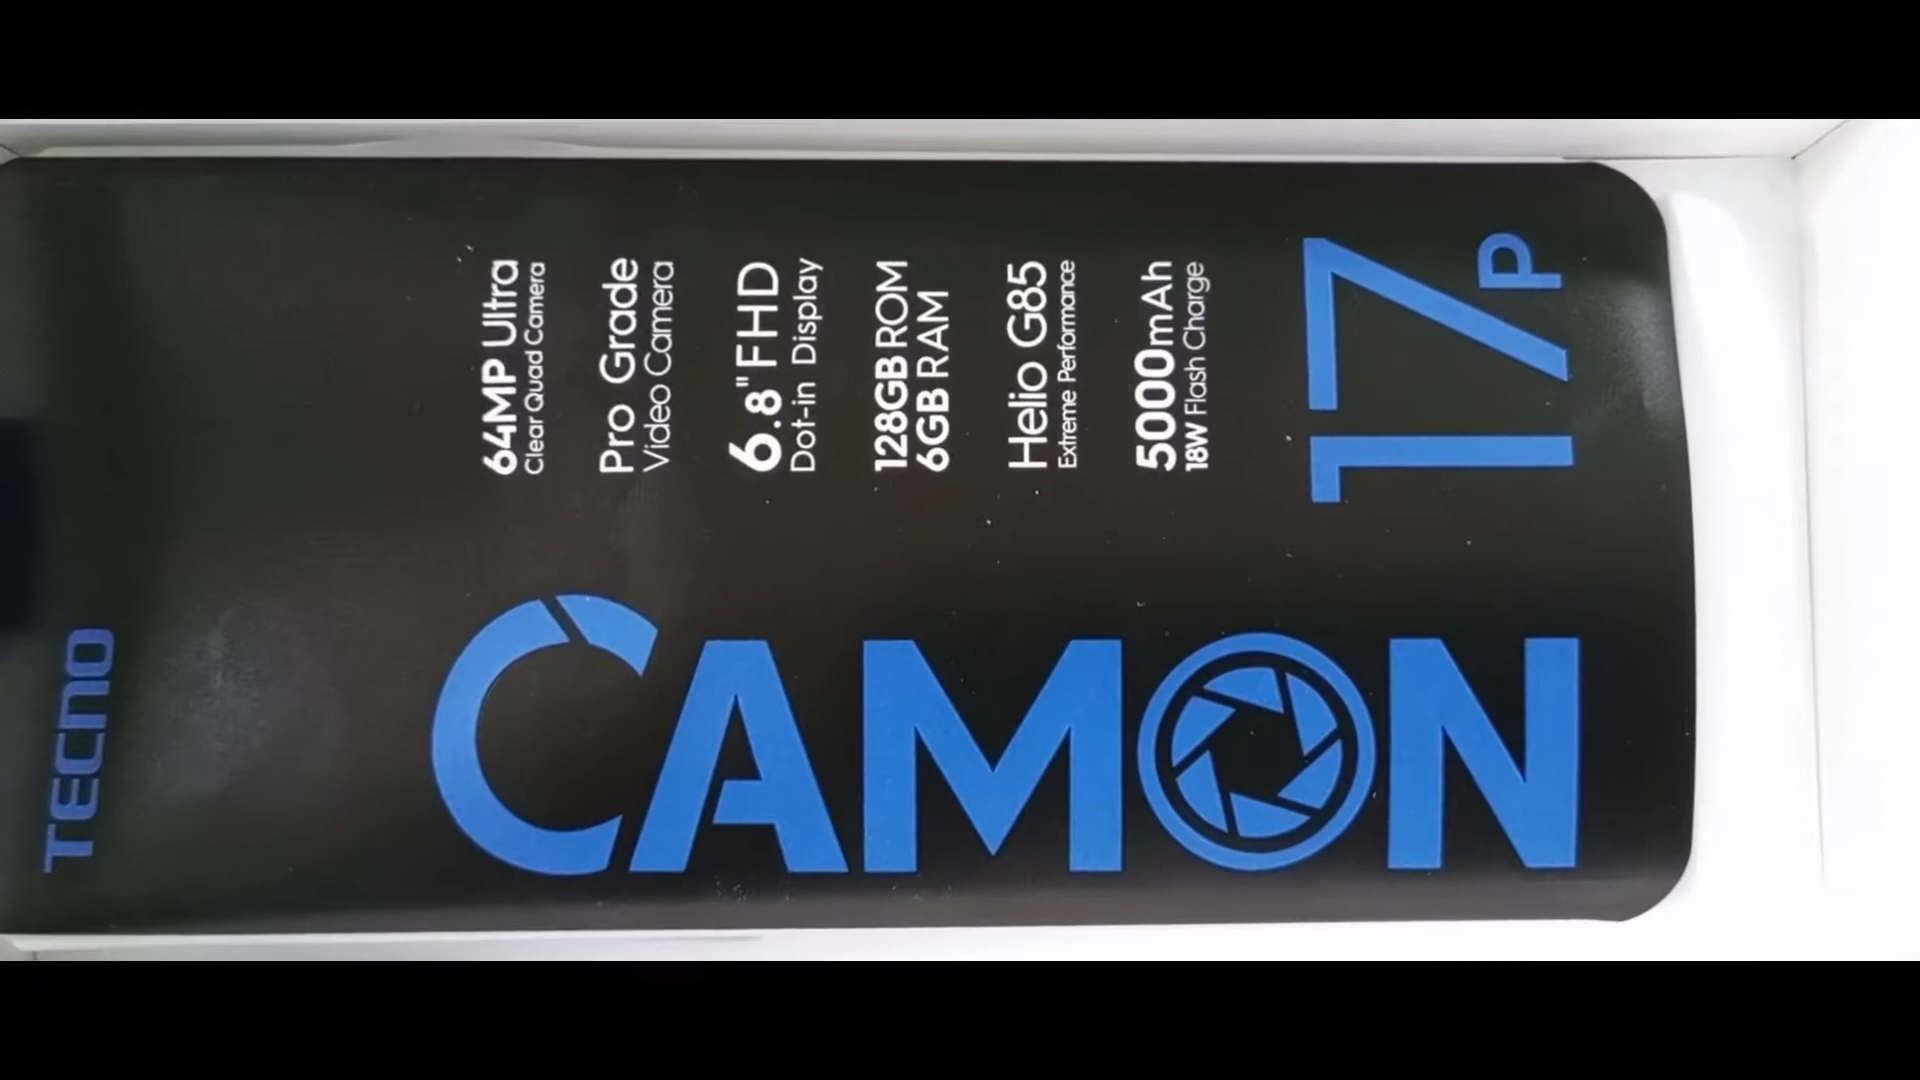 TECNO
CAMON
17P
64MP Ultra
Clear Quad Camera
Pro Grade
Video Camera
6.8"FHD
Dot-in Display
128GB ROM
6GB RAM
Helio G85
Extreme Performance
5000mAh
18W Flash Charge